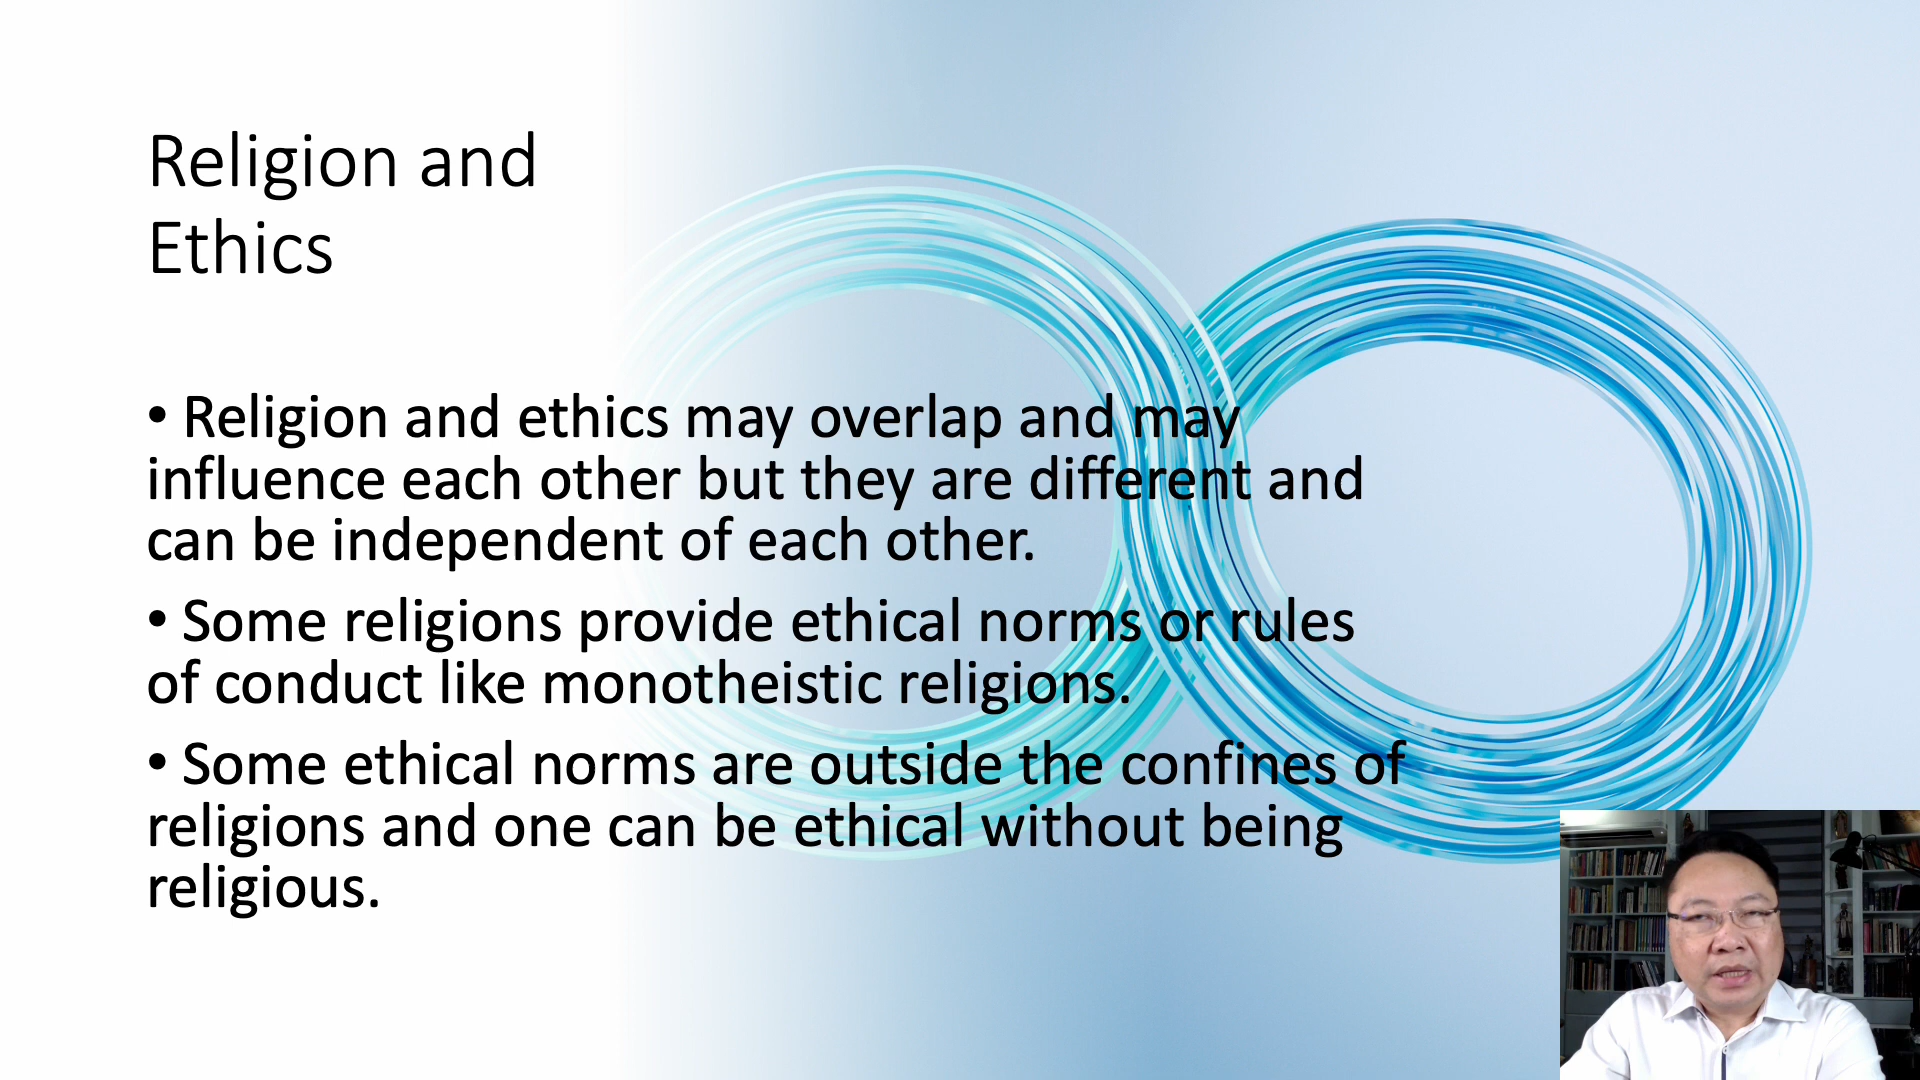 Religion and
Ethics
• Religion and ethics may overlap and may
influence each other but they are different and
can be independent of each other.
• Some religions provide ethical norms or rules
of conduct like monotheistic religions.
• Some ethical norms are outside the confines of
religions and one can be ethical without being
religious.